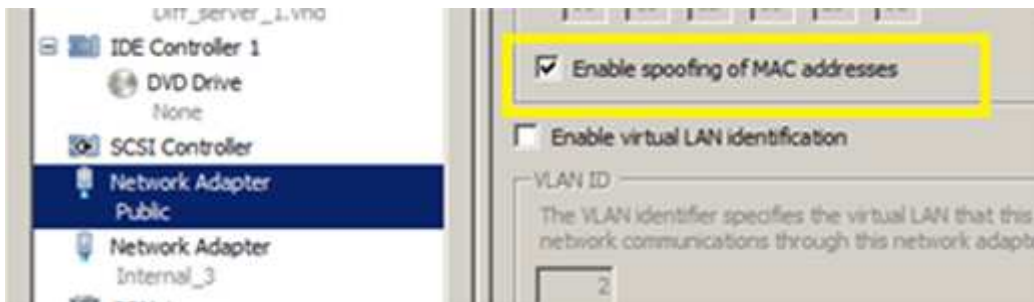 Diff_server_1.vhd
IDE Controller 1
DVD Drive
None
SCSI Controller
Network Adapter
Public
Network Adapter
Internal_3
Enable spoofing of MAC addresses
Enable virtual LAN identification
VLAN ID
The VLAN identifier specifies the virtual LAN that this
network communications through this network
2